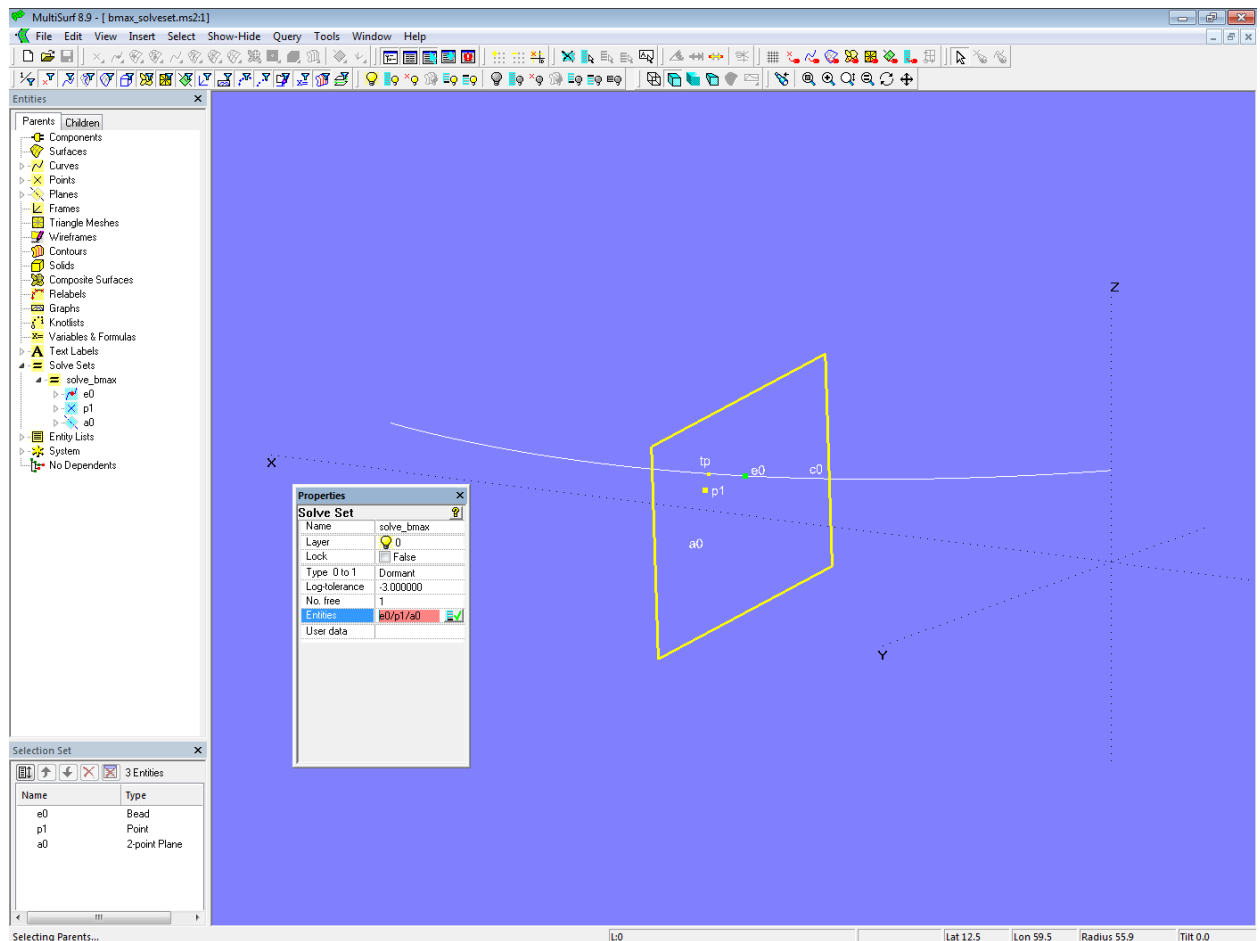 MultiSurf 8.9 - [ bmax_solveset.ms2:1]
File Edit View Insert Select Show-Hide Query Tools Window Help
Entities
Parents Children
Components
Surfaces
Curves
Points
Planes
Frames
Triangle Meshes
Wireframes
Contours
Solids
Composite Surfaces
Relabels
Graphs
Knotlists
Variables & Formulas
Text Labels
Solve Sets
solve_bmax
e0
p1
a0
Entity Lists
System
No Dependents
Z
X
tp
e0
c0
p1
a0
Y
Properties
Solve Set
Name solve_bmax
Layer 0
Lock False
Type 0 to 1 Dormant
Log-tolerance -3.000000
No. free 1
Entities e0/p1/a0
User data
Selection Set
3 Entities
Name Type
e0 Bead
p1 Point
a0 2-point Plane
Selecting Parents... L:0 Lat 12.5 Lon 59.5 Radius 55.9 Tilt 0.0